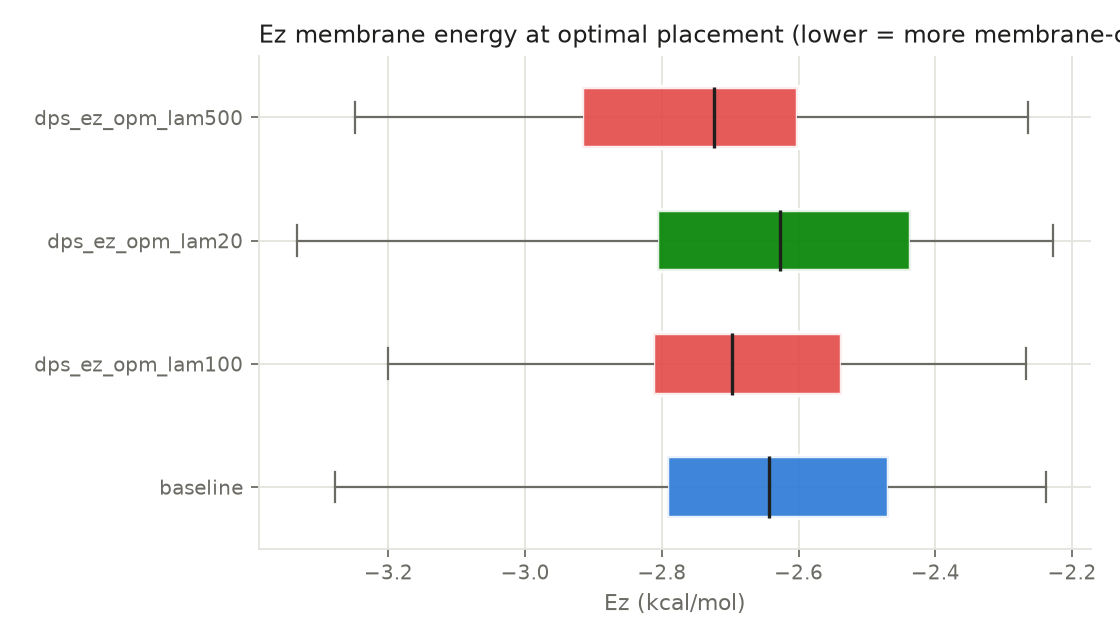 Ez membrane energy at optimal placement (lower = more membrane-
dps_ez_opm_lam500
dps_ez_opm_lam20
dps_ez_opm_lam100
baseline
−3.2 −3.0 −2.8 −2.6 −2.4 −2.2
Ez (kcal/mol)